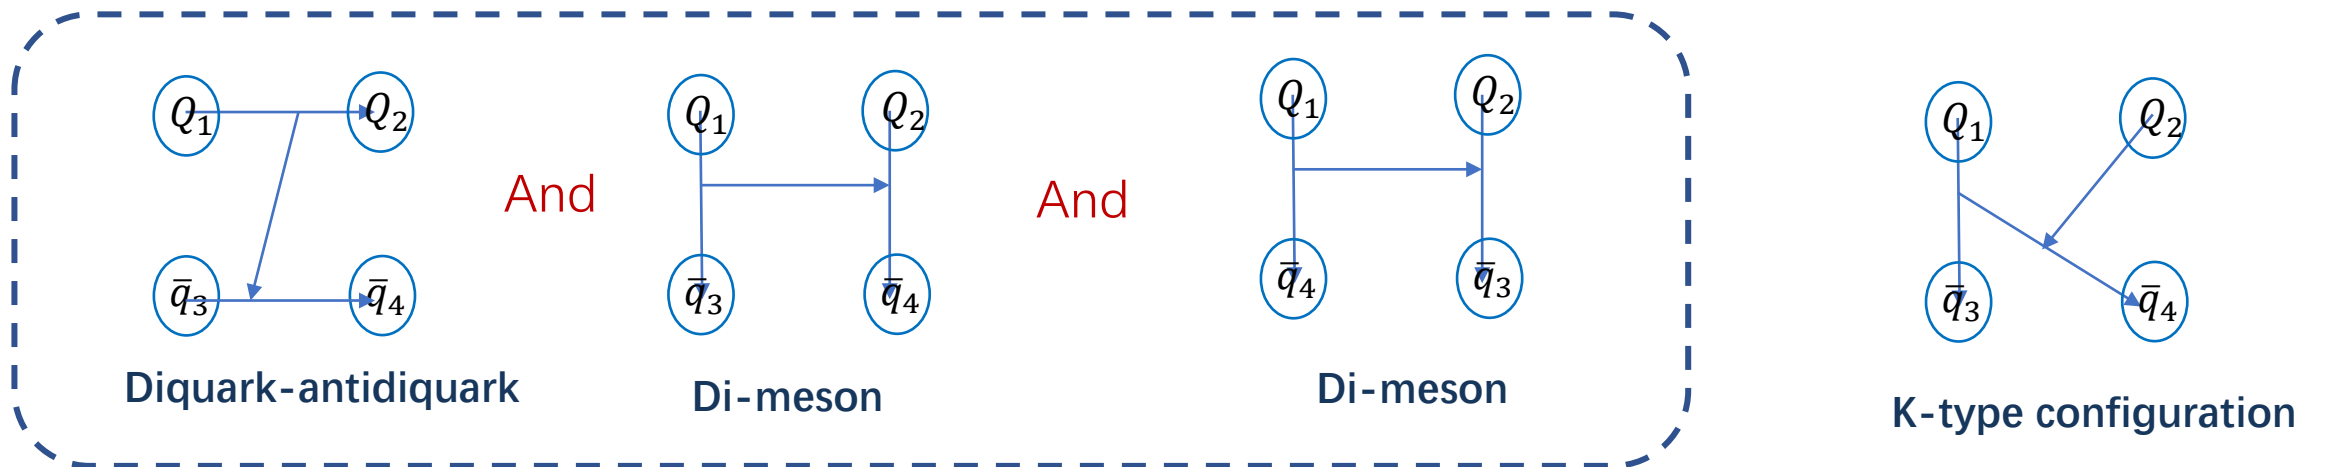 Q₁ Q₂
q̄₃ q̄₄
Diquark-antidiquark
And
Q₁ Q₂
q̄₃ q̄₄
Di-meson
And
Q₁ Q₂
q̄₄ q̄₃
Di-meson
Q₁ Q₂
q̄₃ q̄₄
K-type configuration